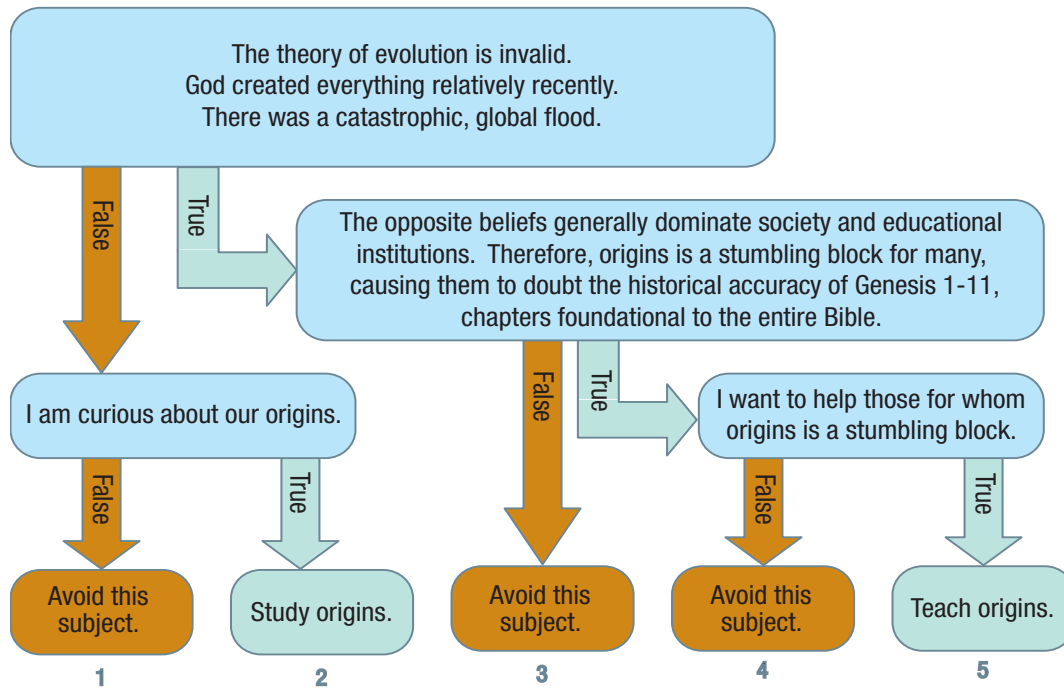 The theory of evolution is invalid.
God created everything relatively recently.
There was a catastrophic, global flood.
False
True
The opposite beliefs generally dominate society and educational
institutions.  Therefore, origins is a stumbling block for many,
causing them to doubt the historical accuracy of Genesis 1-11,
chapters foundational to the entire Bible.
False
True
I am curious about our origins.
I want to help those for whom
origins is a stumbling block.
False
True
False
True
Avoid this
subject.
Study origins.
Avoid this
subject.
Avoid this
subject.
Teach origins.
1
2
3
4
5